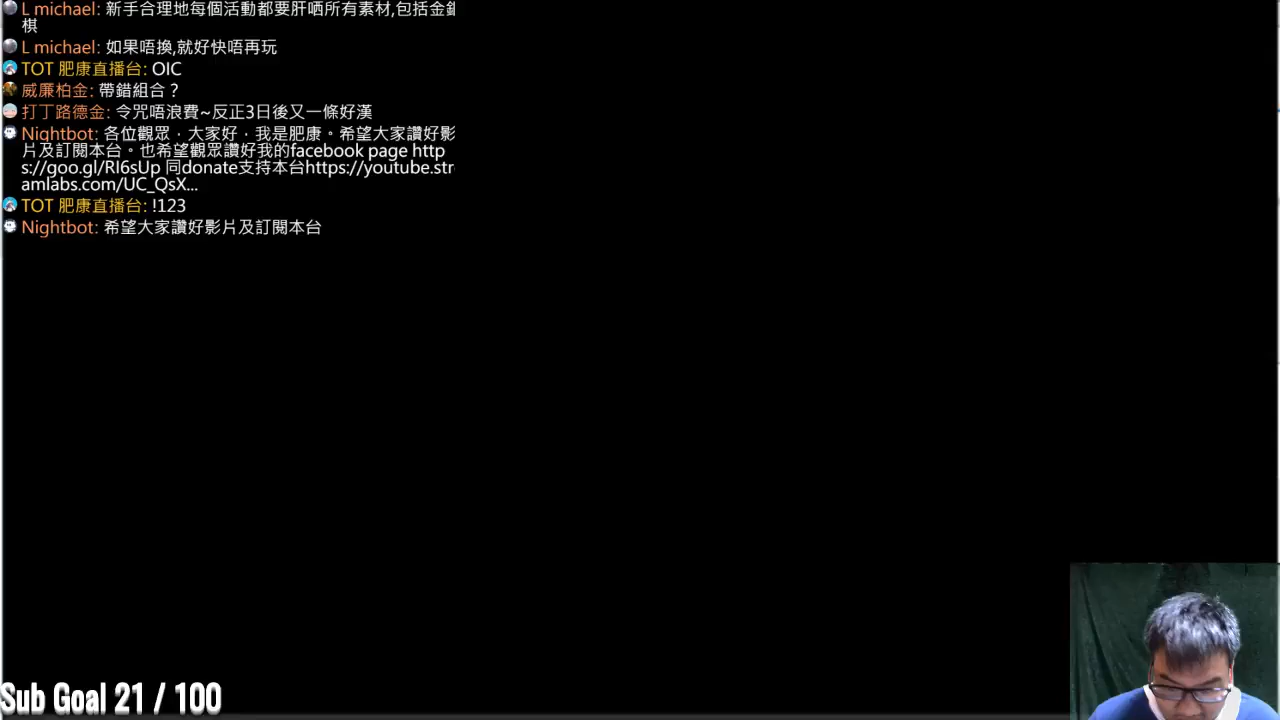 L michael: 新手合理地每個活動都要肝哂所有素材,包括金銀
棋
L michael: 如果唔換,就好快唔再玩
TOT 肥康直播台: OIC
威廉柏金: 帶錯組合？
打丁路德金: 令咒唔浪費~反正3日後又一條好漢
Nightbot: 各位觀眾，大家好，我是肥康。希望大家讚好影
片及訂閱本台。也希望觀眾讚好我的facebook page http
s://goo.gl/RI6sUp 同donate支持本台https://youtube.str
amlabs.com/UC_QsX...
TOT 肥康直播台: !123
Nightbot: 希望大家讚好影片及訂閱本台
Sub Goal 21 / 100